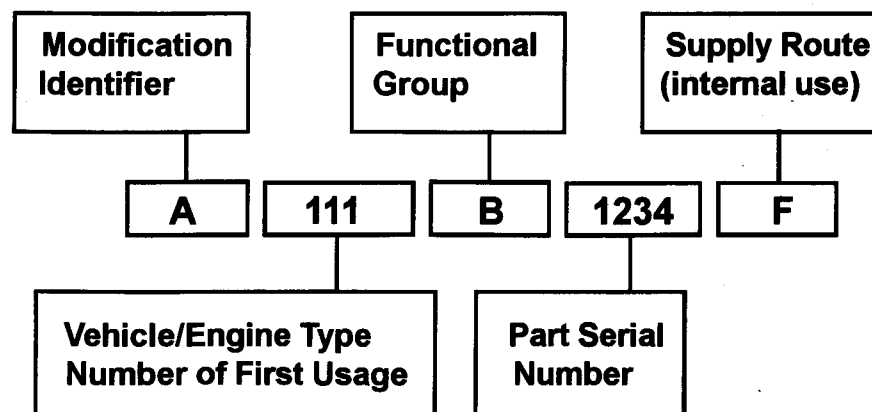 Modification
Identifier
Functional
Group
Supply Route
(internal use)
A 111 B 1234 F
Vehicle/Engine Type
Number of First Usage
Part Serial
Number